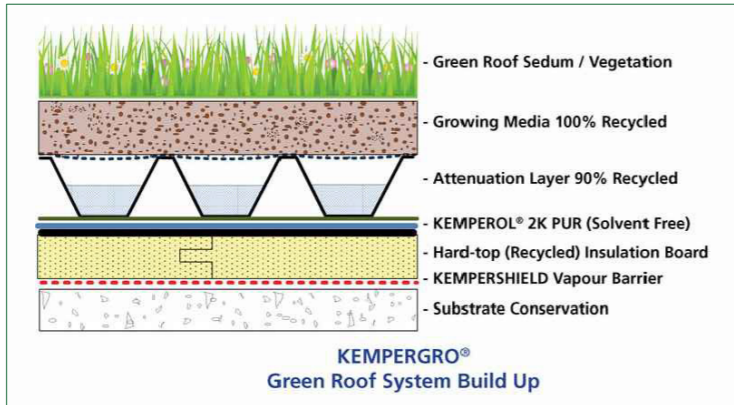 - Green Roof Sedum / Vegetation
- Growing Media 100% Recycled
- Attenuation Layer 90% Recycled
- KEMPEROL® 2K PUR (Solvent Free)
- Hard-top (Recycled) Insulation Board
- KEMPERSHIELD Vapour Barrier
- Substrate Conservation
KEMPERGRO®
Green Roof System Build Up